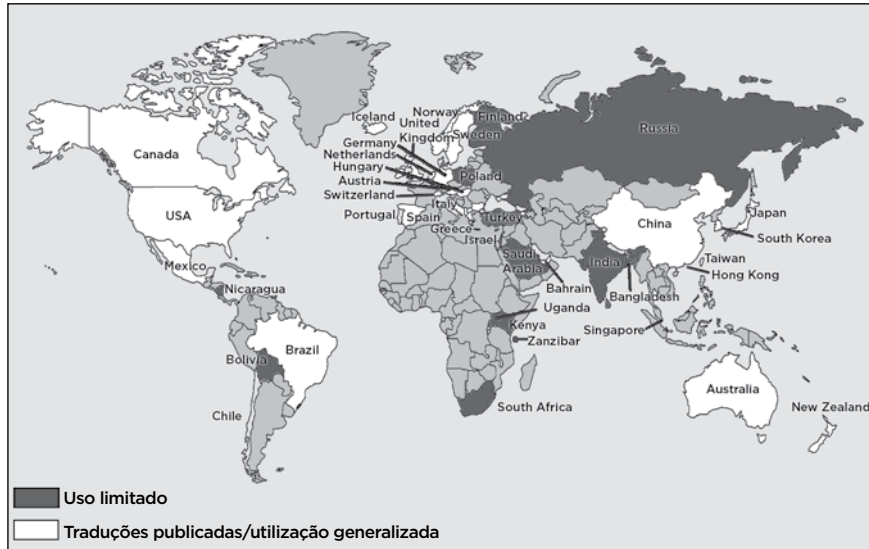 Canada
USA
Mexico
Nicaragua
Bolivia
Brazil
Chile
Iceland
Norway
United
Kingdom
Finland
Sweden
Germany
Netherlands
Hungary
Austria
Switzerland
Poland
Italy
Portugal
Spain
Greece
Turkey
Israel
Saudi
Arabia
Russia
China
Japan
South Korea
Taiwan
Hong Kong
India
Bahrain
Bangladesh
Uganda
Kenya
Singapore
Zanzibar
South Africa
Australia
New Zealand
Uso limitado
Traduções publicadas/utilização generalizada